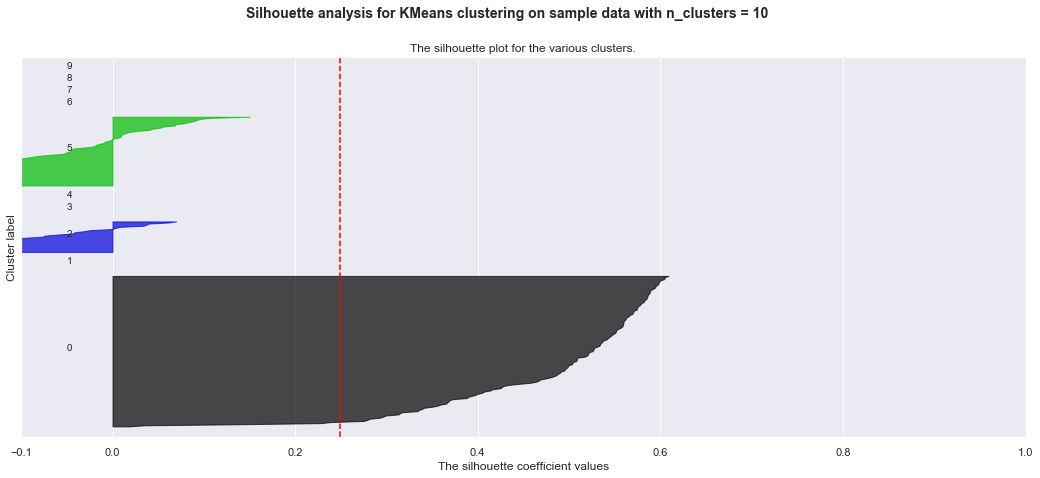 Silhouette analysis for KMeans clustering on sample data with n_clusters = 10
The silhouette plot for the various clusters.
9
8
7
6
5
4
3
2
1
0
Cluster label
−0.1 0.0 0.2 0.4 0.6 0.8 1.0
The silhouette coefficient values